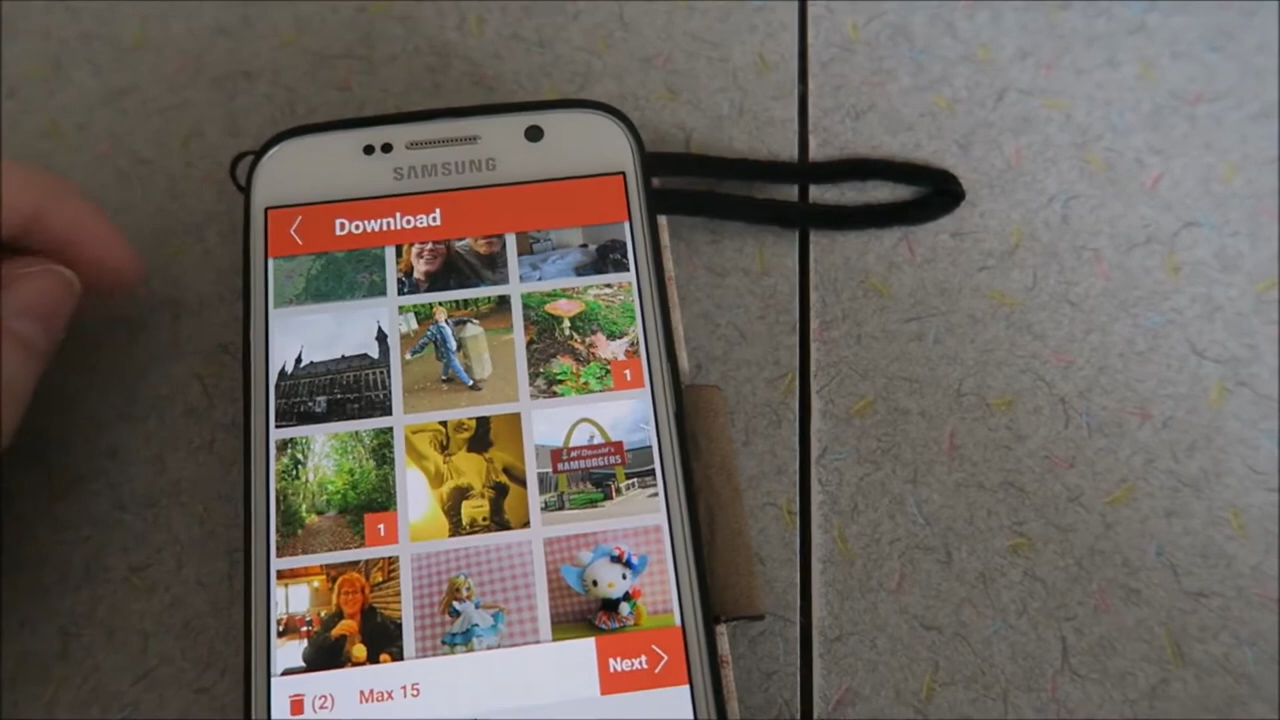 SAMSUNG
Download
1
McDonald's
HAMBURGERS
1
Next
(2)
Max 15